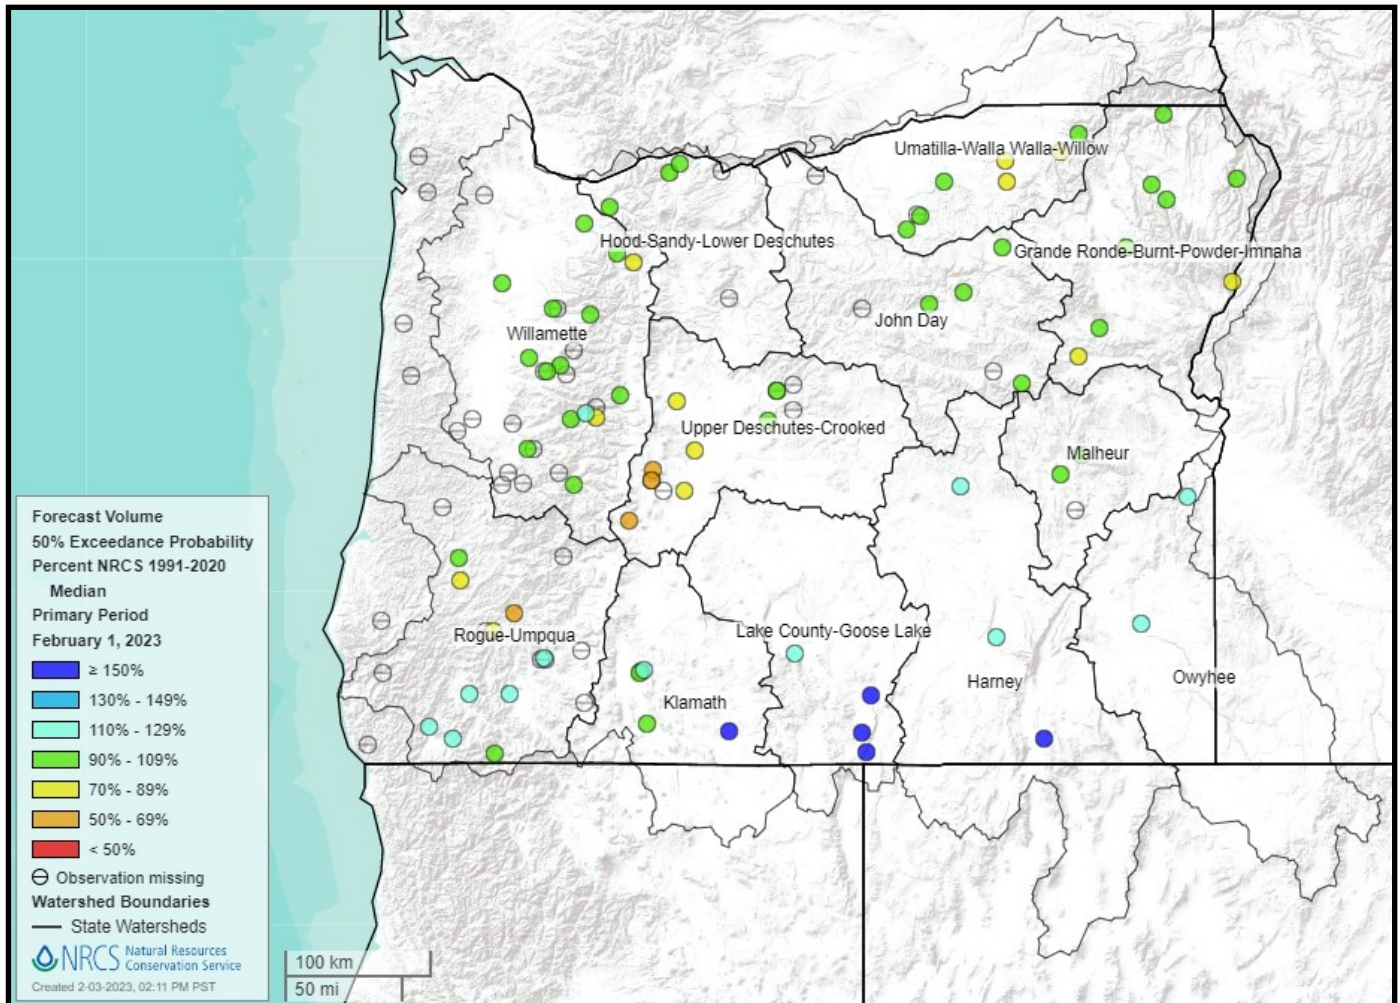 Umatilla-Walla Walla-Willow
Hood-Sandy-Lower Deschutes
Grande Ronde-Burnt-Powder-Imnaha
John Day
Willamette
Upper Deschutes-Crooked
Malheur
Rogue-Umpqua
Lake County-Goose Lake
Klamath
Harney
Owyhee
Forecast Volume
50% Exceedance Probability
Percent NRCS 1991-2020
Median
Primary Period
February 1, 2023
≥ 150%
130% - 149%
110% - 129%
90% - 109%
70% - 89%
50% - 69%
< 50%
Observation missing
Watershed Boundaries
State Watersheds
NRCS Natural Resources
Conservation Service
Created 2-03-2023, 02:11 PM PST
100 km
50 mi